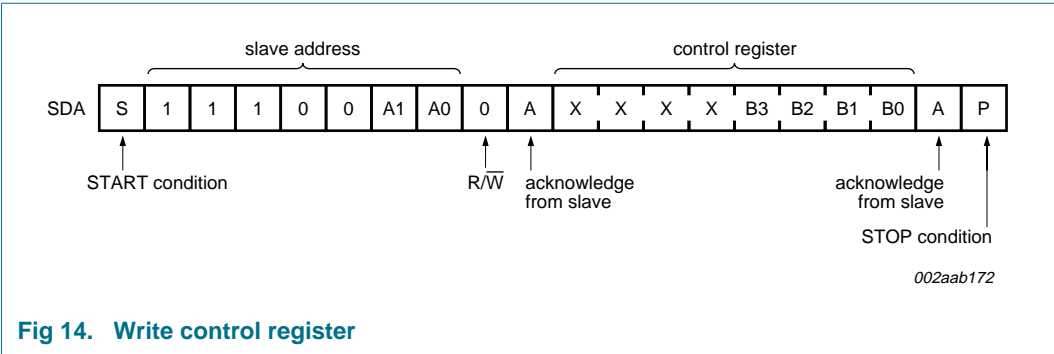 slave address control register
SDA S 1 1 1 0 0 A1 A0 0 A X X X X B3 B2 B1 B0 A P
START condition R/W̅ acknowledge from slave acknowledge from slave
STOP condition
002aab172
Fig 14. Write control register